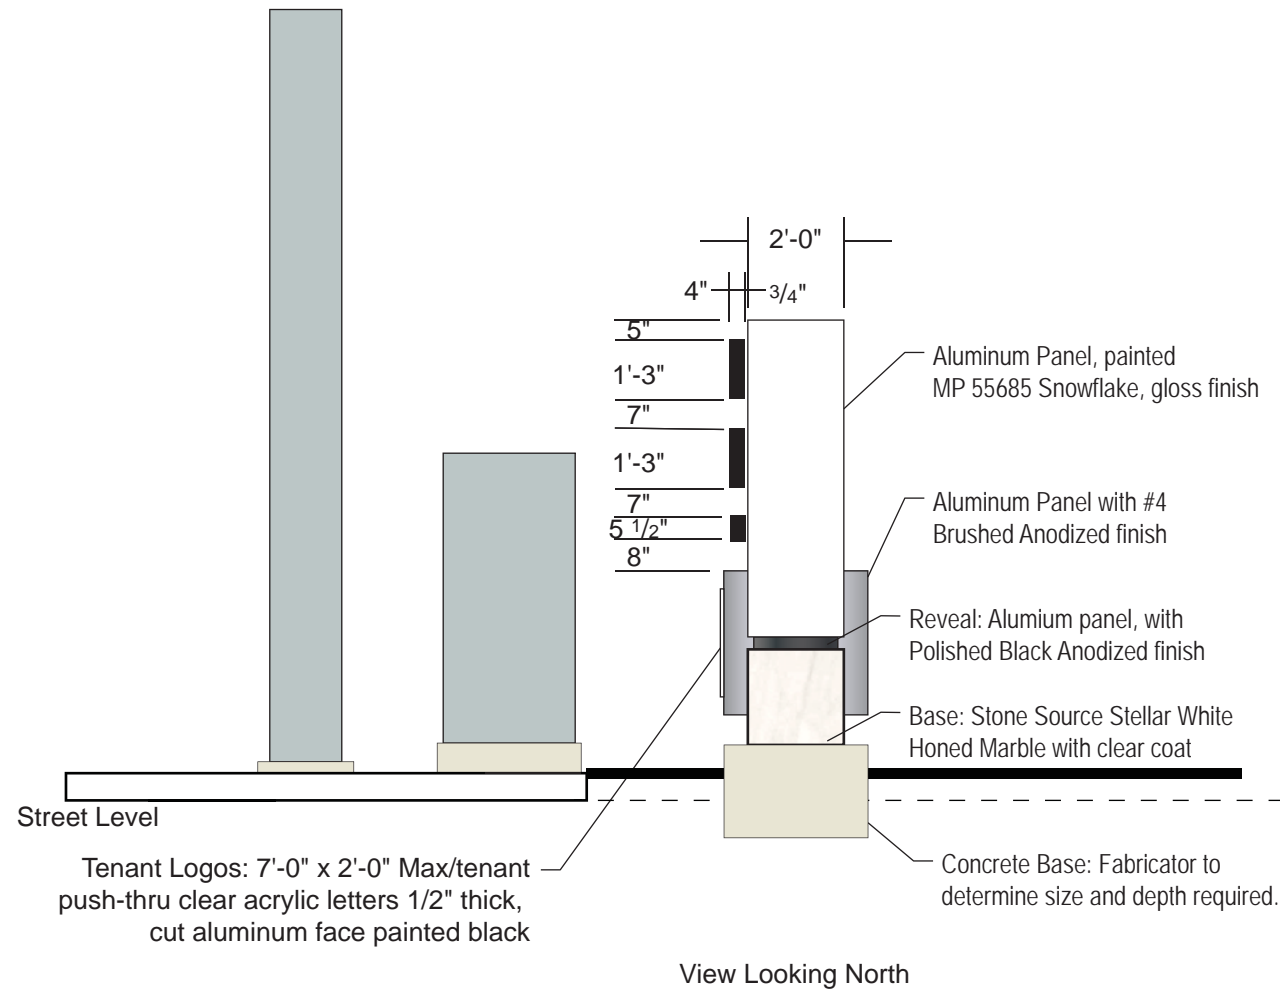 2'-0"
4"
3/4"
5"
1'-3"
7"
1'-3"
7"
5 1/2"
8"
Aluminum Panel, painted
MP 55685 Snowflake, gloss finish
Aluminum Panel with #4
Brushed Anodized finish
Reveal: Alumium panel, with
Polished Black Anodized finish
Base: Stone Source Stellar White
Honed Marble with clear coat
Street Level
Tenant Logos: 7'-0" x 2'-0" Max/tenant
push-thru clear acrylic letters 1/2" thick,
cut aluminum face painted black
Concrete Base: Fabricator to
determine size and depth required.
View Looking North